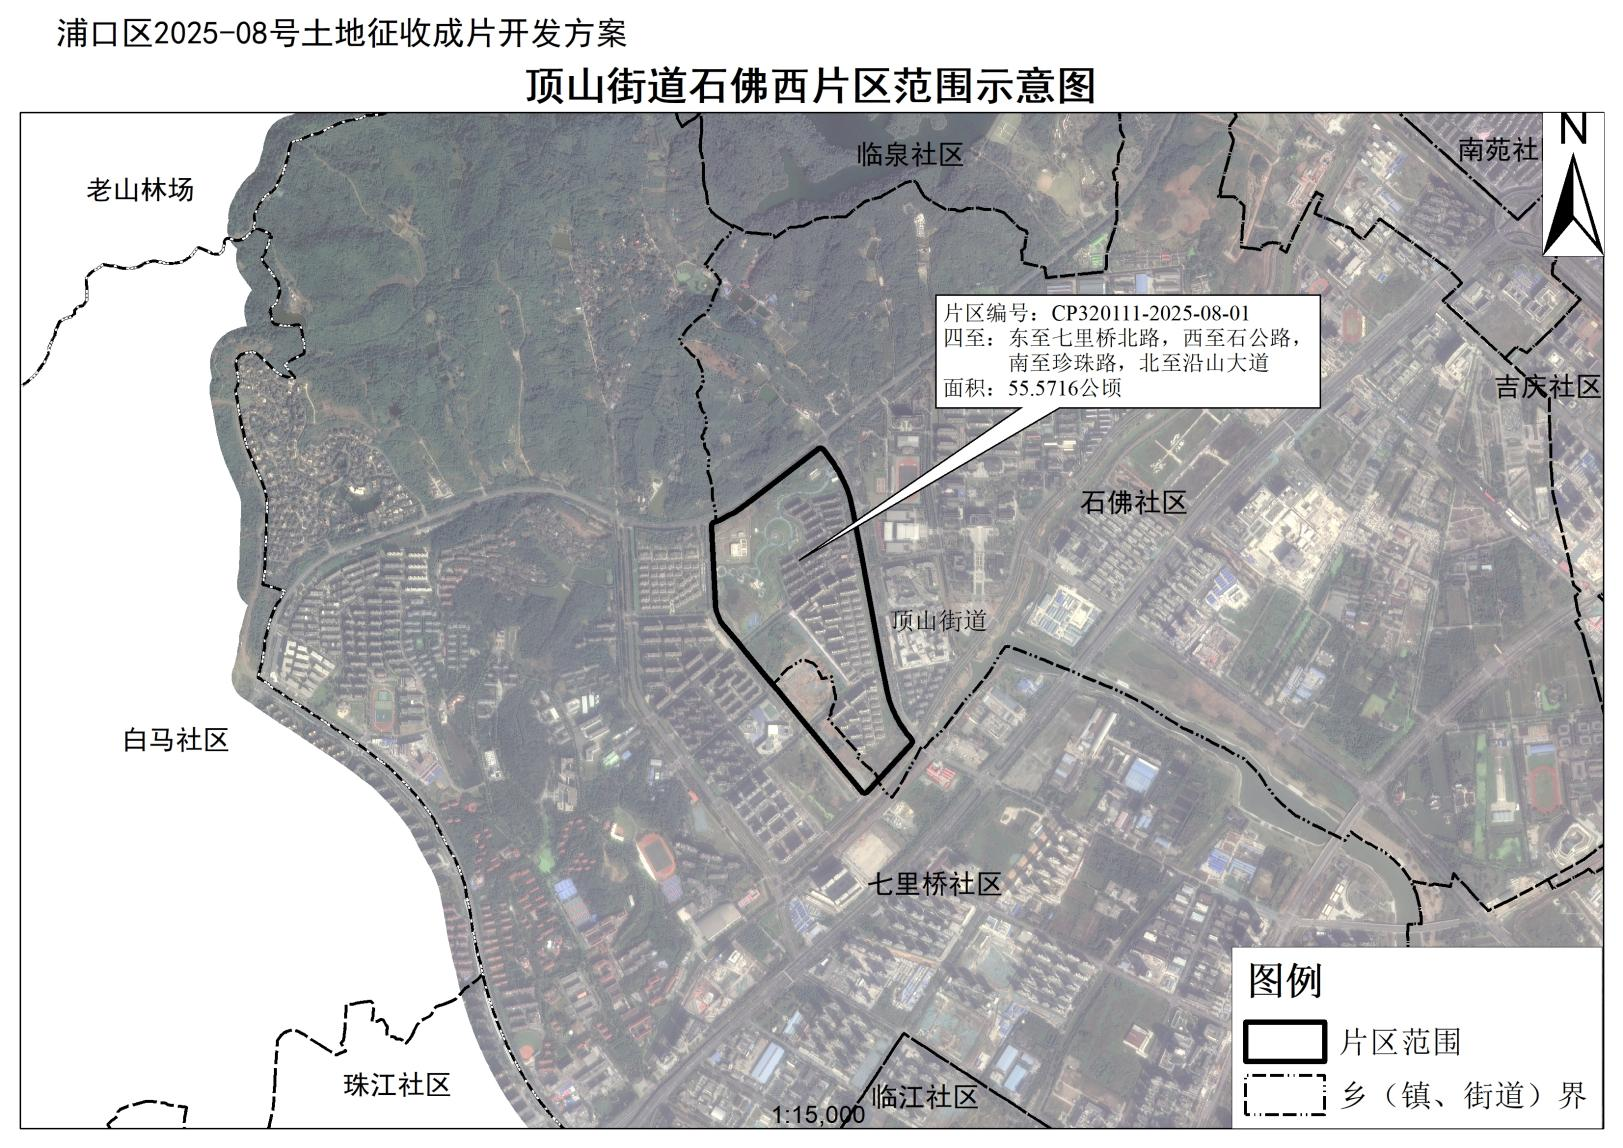 浦口区2025-08号土地征收成片开发方案
顶山街道石佛西片区范围示意图
N
临泉社区
南苑社
老山林场
片区编号：CP320111-2025-08-01
四至：东至七里桥北路，西至石公路，
南至珍珠路，北至沿山大道
面积：55.5716公顷
吉庆社区
石佛社区
顶山街道
白马社区
七里桥社区
图例
片区范围
乡（镇、街道）界
珠江社区
临江社区
1:15,000